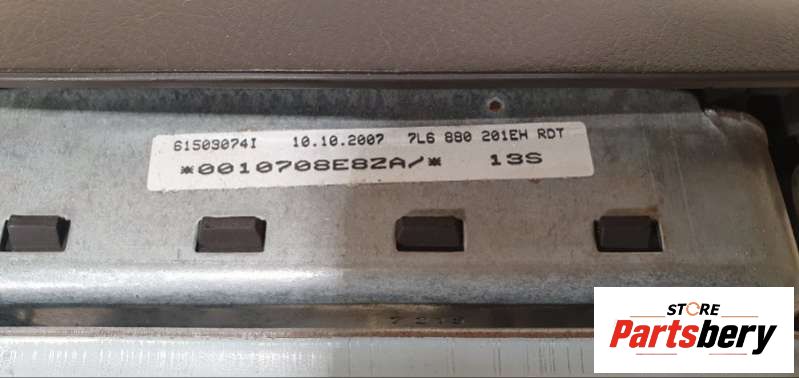 61503074I 10.10.2007 7L6 880 201EH RDT
*0010708E8ZA/* 13S
STORE
Partsbery